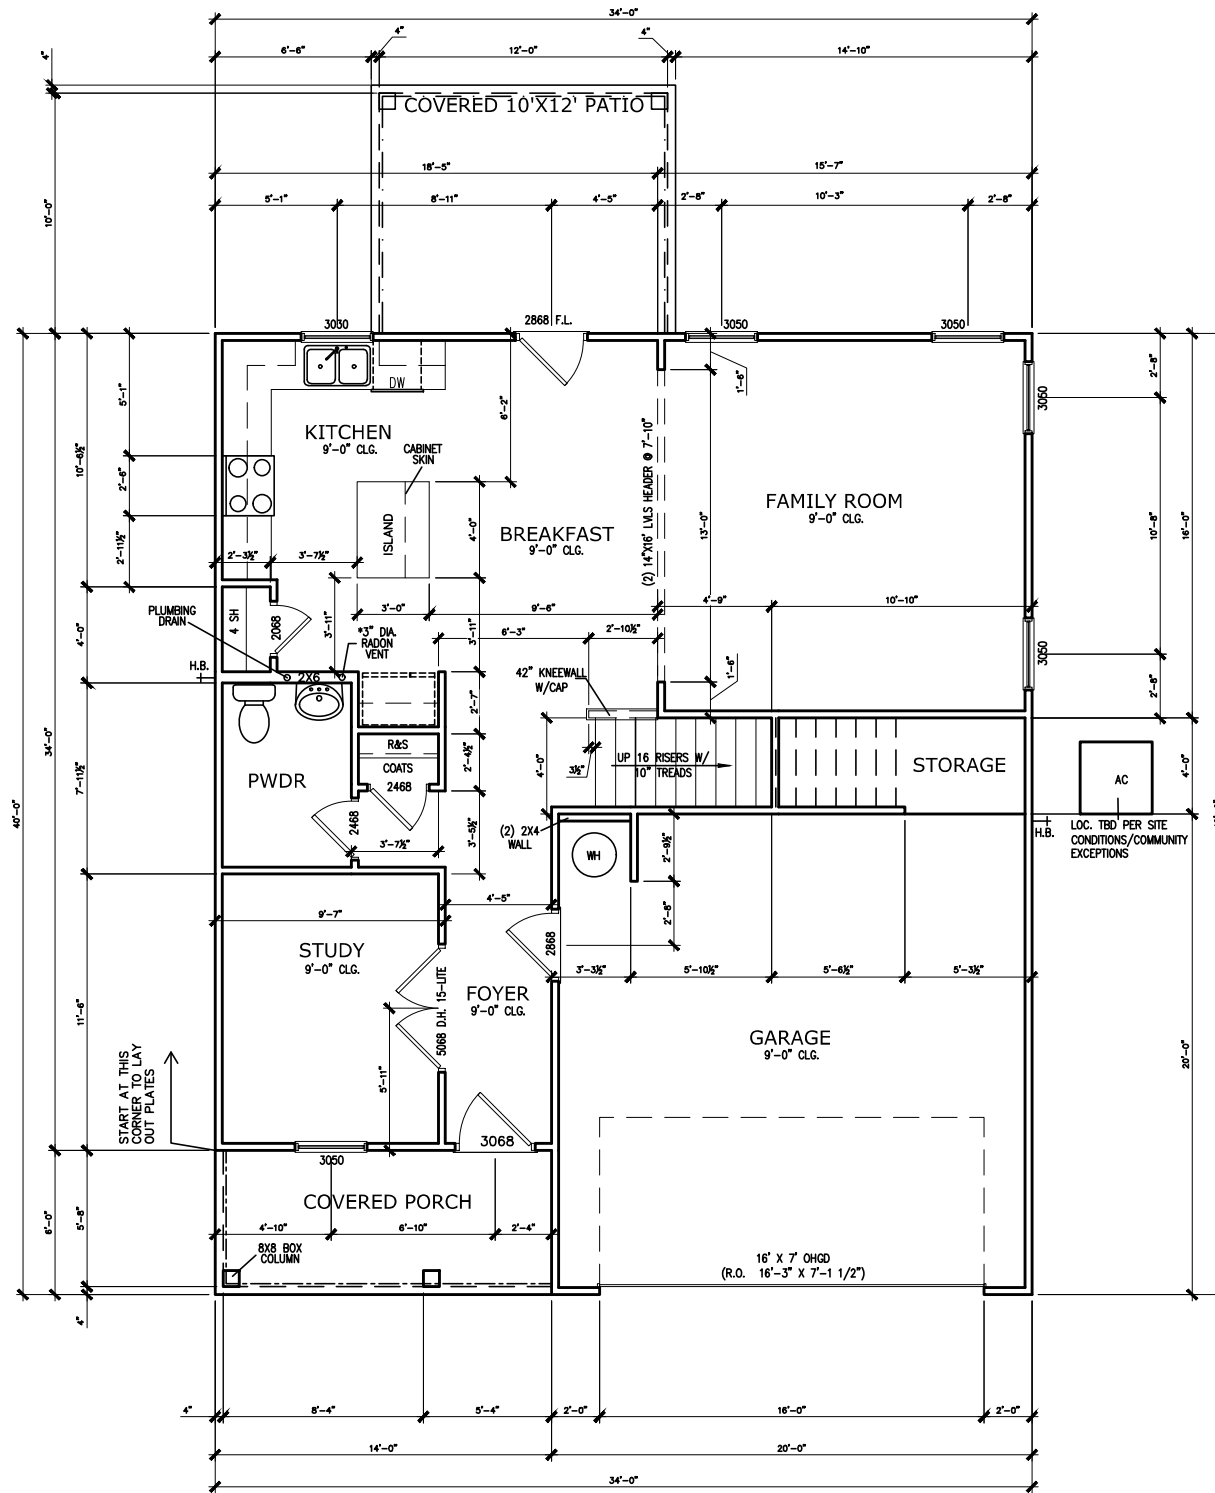 34'-0"
4"
4"
6'-6"
12'-0"
14'-10"
4"
COVERED 10'X12' PATIO
18'-5"
15'-7"
5'-1"
8'-11"
4'-5"
2'-8"
10'-3"
2'-8"
10'-0"
3030
2868 F.L.
3050
3050
DW
1'-6"
2'-8"
3050
5'-1"
6'-2"
KITCHEN
9'-0" CLG.
CABINET
SKIN
(2) 14"X16' LVLS HEADER @ 7'-10"
10'-6½"
2'-6"
FAMILY ROOM
9'-0" CLG.
ISLAND
4'-0"
BREAKFAST
9'-0" CLG.
13'-0"
10'-8"
16'-0"
2'-11½"
2'-3½"
3'-7½"
4'-9"
10'-10"
3'-0"
9'-6"
PLUMBING
DRAIN
4 SH
2068
3'-11"
*3" DIA.
RADON
VENT
3'-11"
6'-3"
2'-10½"
4'-0"
H.B.
2X6
42" KNEEWALL
W/CAP
1'-6"
3050
2'-8"
2'-7"
R&S
COATS
2468
2'-4½"
4'-0"
3½"
UP 16 RISERS W/
10" TREADS
STORAGE
4'-0"
AC
PWDR
34'-0"
7'-11½"
40'-0"
2468
3'-7½"
3'-5½"
(2) 2X4
WALL
WH
2'-9½"
H.B.
LOC. TBD PER SITE
CONDITIONS/COMMUNITY
EXCEPTIONS
4'-5"
9'-7"
2'-8"
STUDY
9'-0" CLG.
2868
3'-3½"
5'-10½"
5'-6½"
5'-3½"
FOYER
9'-0" CLG.
5068 D.H. 15-LITE
11'-6"
GARAGE
9'-0" CLG.
20'-0"
START AT THIS
CORNER TO LAY
OUT PLATES
5'-11"
3068
3050
COVERED PORCH
6'-0"
5'-8"
4'-10"
6'-10"
2'-4"
8X8 BOX
COLUMN
16' X 7' OHGD
(R.O. 16'-3" X 7'-1 1/2")
4"
4"
8'-4"
5'-4"
2'-0"
16'-0"
2'-0"
14'-0"
20'-0"
34'-0"